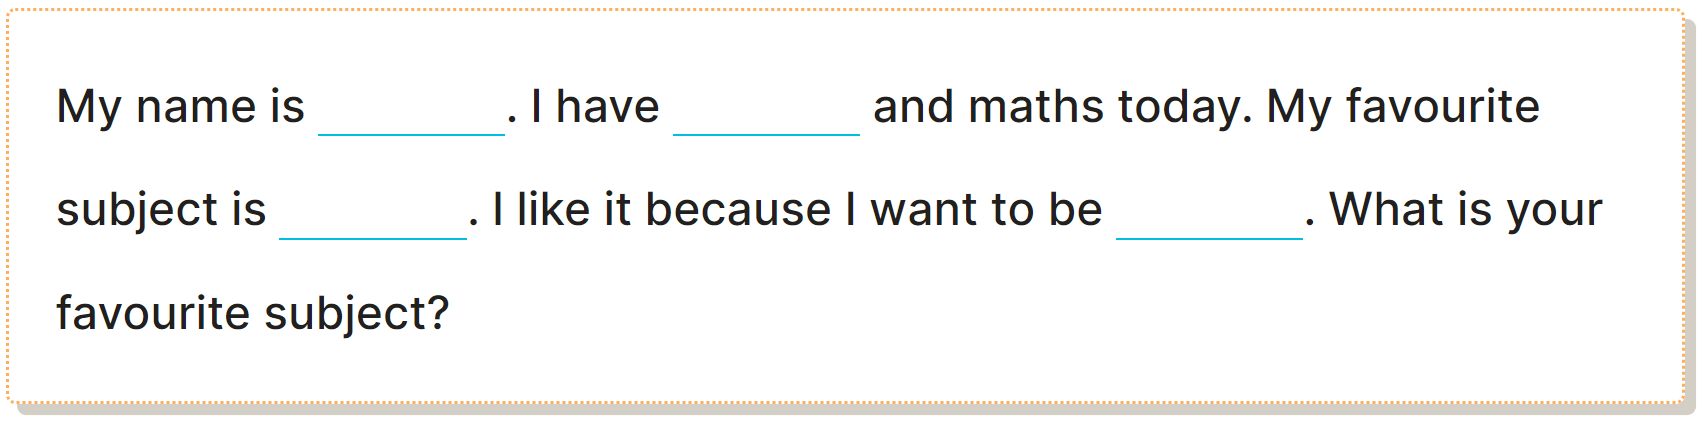 My name is ________. I have ________ and maths today. My favourite
subject is ________. I like it because I want to be ________. What is your
favourite subject?